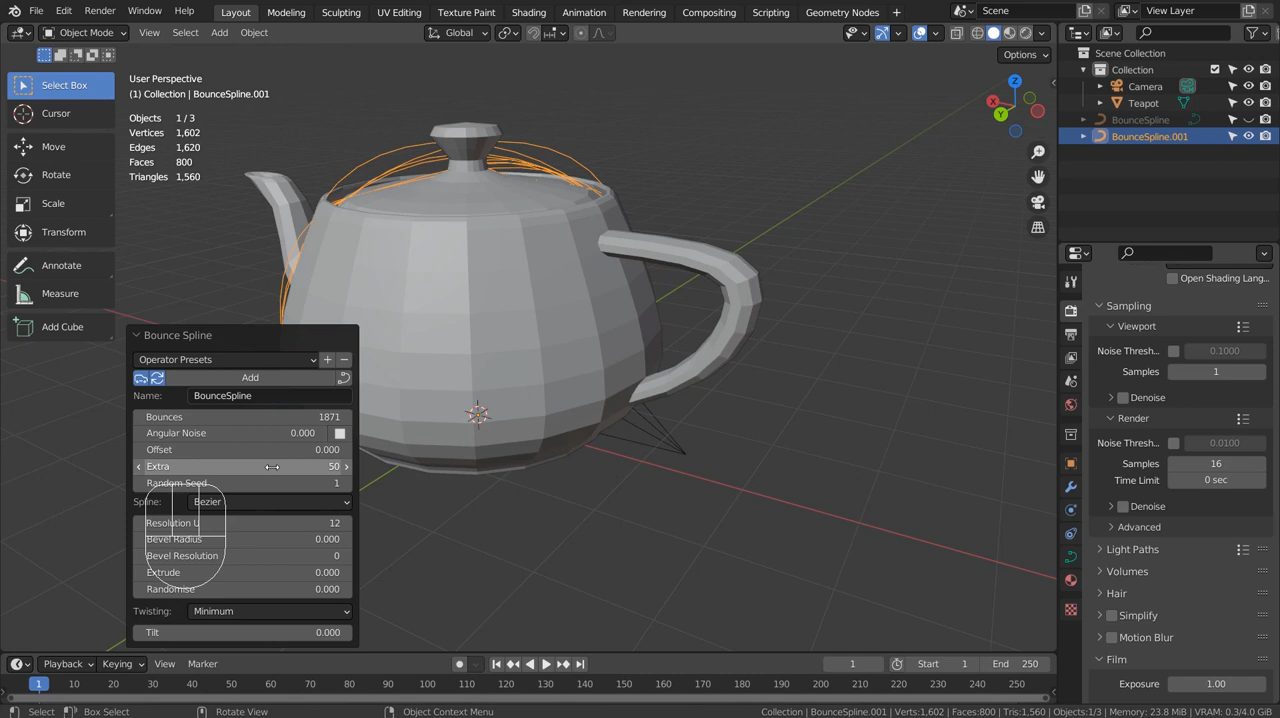 File Edit Render Window Help Layout Modeling Sculpting UV Editing Texture Paint Shading Animation Rendering Compositing Scripting Geometry Nodes + Scene View Layer
Object Mode View Select Add Object Global
Options
Select Box
Cursor
Move
Rotate
Scale
Transform
Annotate
Measure
Add Cube
User Perspective
(1) Collection | BounceSpline.001
Objects 1 / 3
Vertices 1,602
Edges 1,620
Faces 800
Triangles 1,560
Z
X
Y
Bounce Spline
Operator Presets
Add
Name: BounceSpline
Bounces 1871
Angular Noise 0.000
Offset 0.000
Extra 50
Random Seed 1
Spline: Bezier
Resolution U 12
Bevel Radius 0.000
Bevel Resolution 0
Extrude 0.000
Randomise 0.000
Twisting: Minimum
Tilt 0.000
Scene Collection
Collection
Camera
Teapot
BounceSpline
BounceSpline.001
Open Shading Lang...
Sampling
Viewport
Noise Thresh... 0.1000
Samples 1
Denoise
Render
Noise Thresh... 0.0100
Samples 16
Time Limit 0 sec
Denoise
Advanced
Light Paths
Volumes
Hair
Simplify
Motion Blur
Film
Exposure 1.00
Playback Keying View Marker 1 Start 1 End 250
1 10 20 30 40 50 60 70 80 90 100 110 120 130 140 150 160 170 180 190 200 210 220 230 240 250
Select Box Select Rotate View Object Context Menu Collection | BounceSpline.001 | Verts:1,602 | Faces:800 | Tris:1,560 | Objects:1/3 | Memory: 23.8 MiB | VRAM: 0.3/4.0 GiB